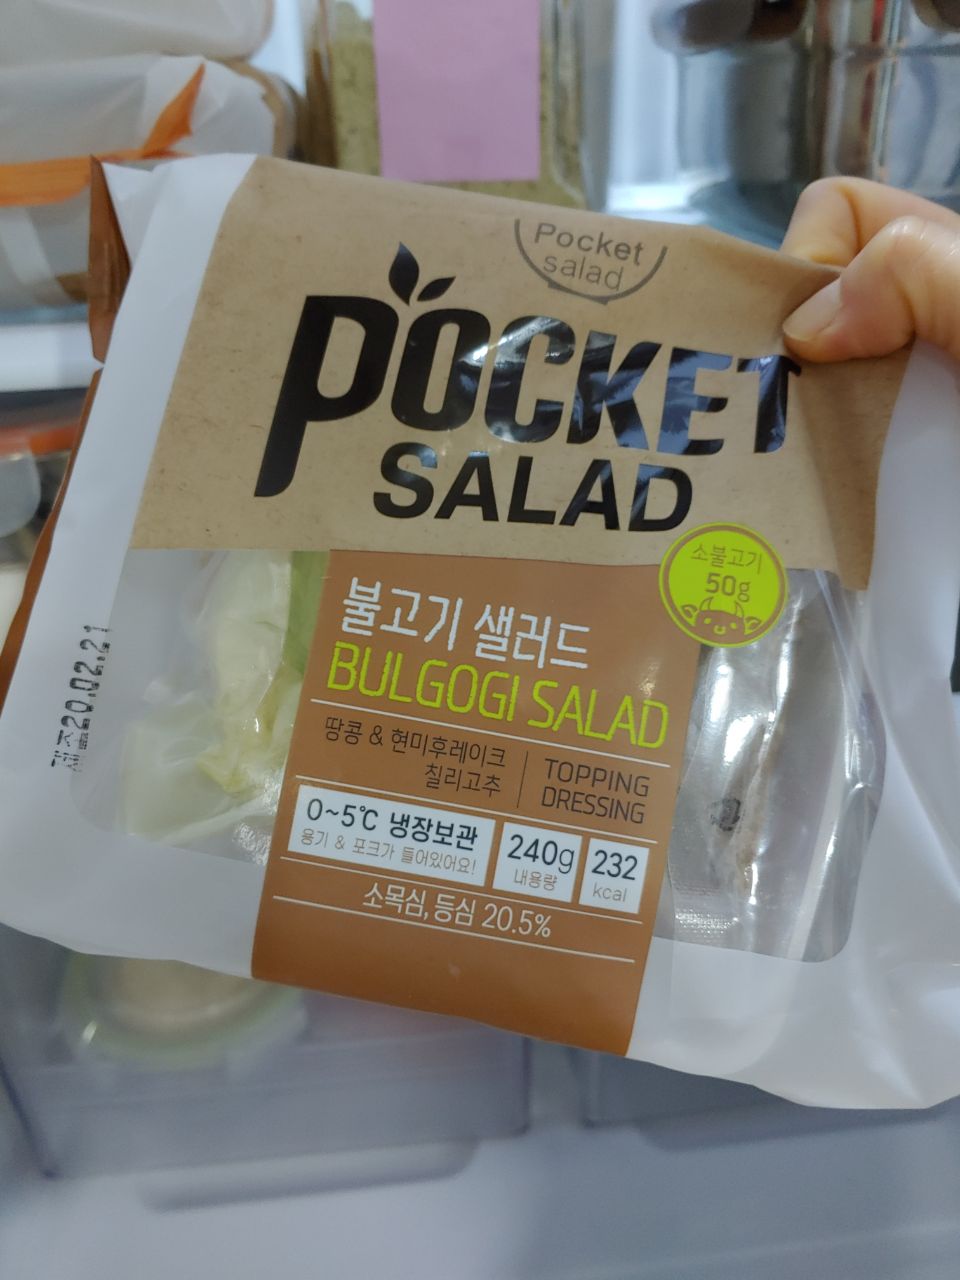 Pocket
salad
POCKET
SALAD
소불고기
50g
불고기 샐러드
BULGOGI SALAD
땅콩 & 현미후레이크
칠리고추
TOPPING
DRESSING
0~5℃ 냉장보관
용기 & 포크가 들어있어요!
240g
내용량
232
kcal
소목심, 등심 20.5%
제조20.02.21